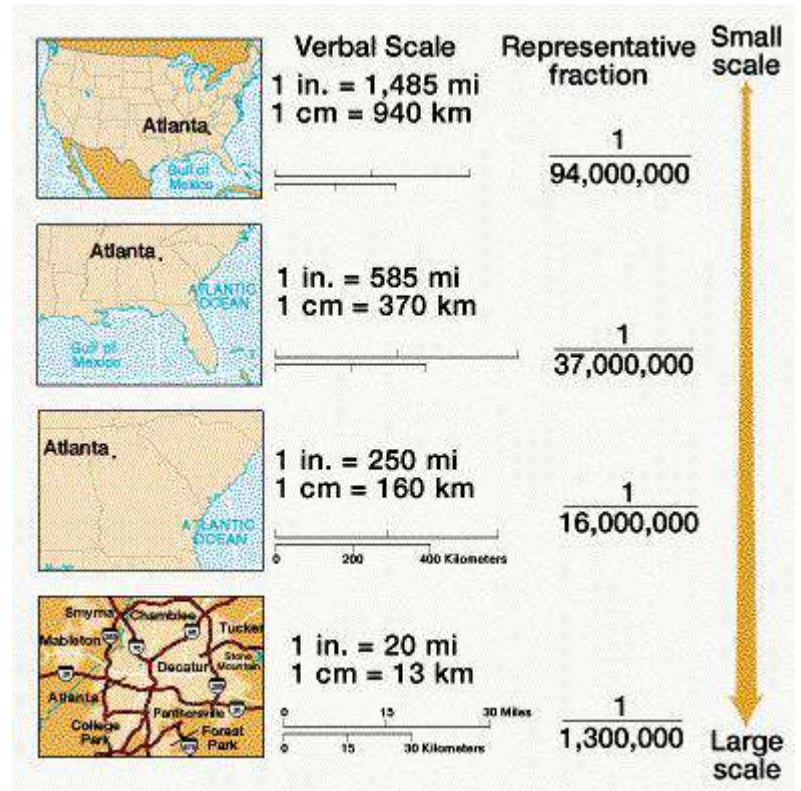 Verbal Scale
Representative
fraction
Small
scale
Atlanta
Gulf of
Mexico
1 in. = 1,485 mi
1 cm = 940 km
1
94,000,000
Atlanta
ATLANTIC
OCEAN
Gulf of
Mexico
1 in. = 585 mi
1 cm = 370 km
1
37,000,000
Atlanta
ATLANTIC
OCEAN
1 in. = 250 mi
1 cm = 160 km
0 200 400 Kilometers
1
16,000,000
Smyrna Chamblee
Tucker
Mableton
Stone
Decatur Mountain
Atlanta
Panthersville
College
Park
Forest
Park
1 in. = 20 mi
1 cm = 13 km
0 15 30 Miles
0 15 30 Kilometers
1
1,300,000
Large
scale